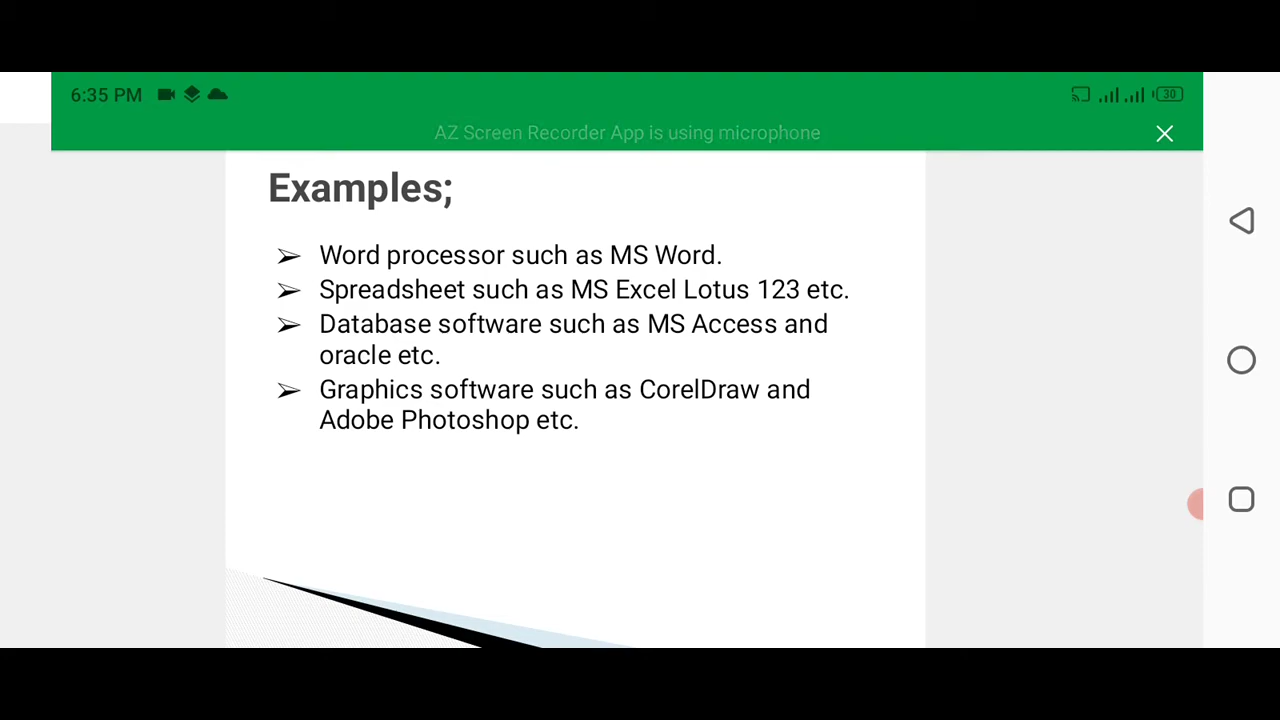 6:35 PM
30
AZ Screen Recorder App is using microphone
Examples;
➢ Word processor such as MS Word.
➢ Spreadsheet such as MS Excel Lotus 123 etc.
➢ Database software such as MS Access and
oracle etc.
➢ Graphics software such as CorelDraw and
Adobe Photoshop etc.